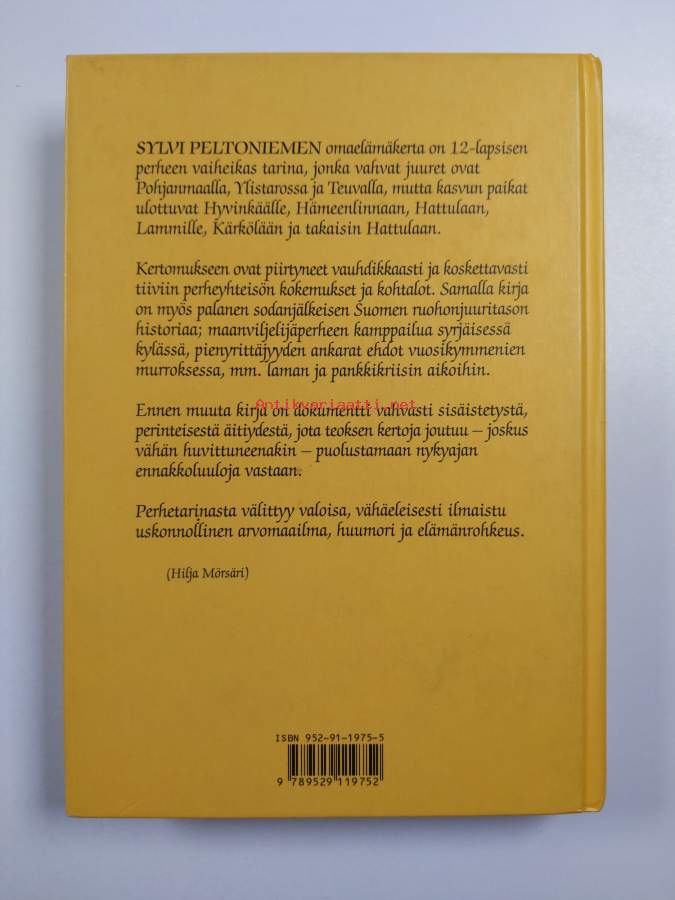 SYLVI PELTONIEMEN omaelämäkerta on 12-lapsisen
perheen vaiheikas tarina, jonka vahvat juuret ovat
Pohjanmaalla, Ylistarossa ja Teuvalla, mutta kasvun paikat
ulottuvat Hyvinkäälle, Hämeenlinnaan, Hattulaan,
Lammille, Kärkölään ja takaisin Hattulaan.
Kertomukseen ovat piirtyneet vauhdikkaasti ja koskettavasti
tiiviin perheyhteisön kokemukset ja kohtalot. Samalla kirja
on myös palanen sodanjälkeisen Suomen ruohonjuuritason
historiaa; maanviljelijäperheen kamppailua syrjäisessä
kylässä, pienyrittäjyyden ankarat ehdot vuosikymmenien
murroksessa, mm. laman ja pankkikriisin aikoihin.
Antikvariaatti.net
Ennen muuta kirja on dokumentti vahvasti sisäistetystä,
perinteisestä äitiydestä, jota teoksen kertoja joutuu – joskus
vähän huvittuneenakin – puolustamaan nykyajan
ennakkoluuloja vastaan.
Perhetarinasta välittyy valoisa, vähäeleisesti ilmaistu
uskonnollinen arvomaailma, huumori ja elämänrohkeus.
(Hilja Mörsäri)
ISBN 952-91-1975-5
9 789529 119752